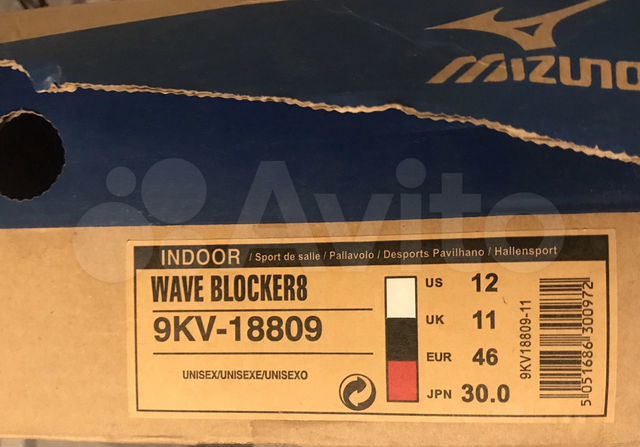 MIZUNO
Avito
INDOOR / Sport de salle / Pallavolo / Desports Pavilhano / Hallensport
WAVE BLOCKER8
9KV-18809
UNISEX/UNISEXE/UNISEXO
US 12
UK 11
EUR 46
JPN 30.0
9KV18809-11
5 051686 300972